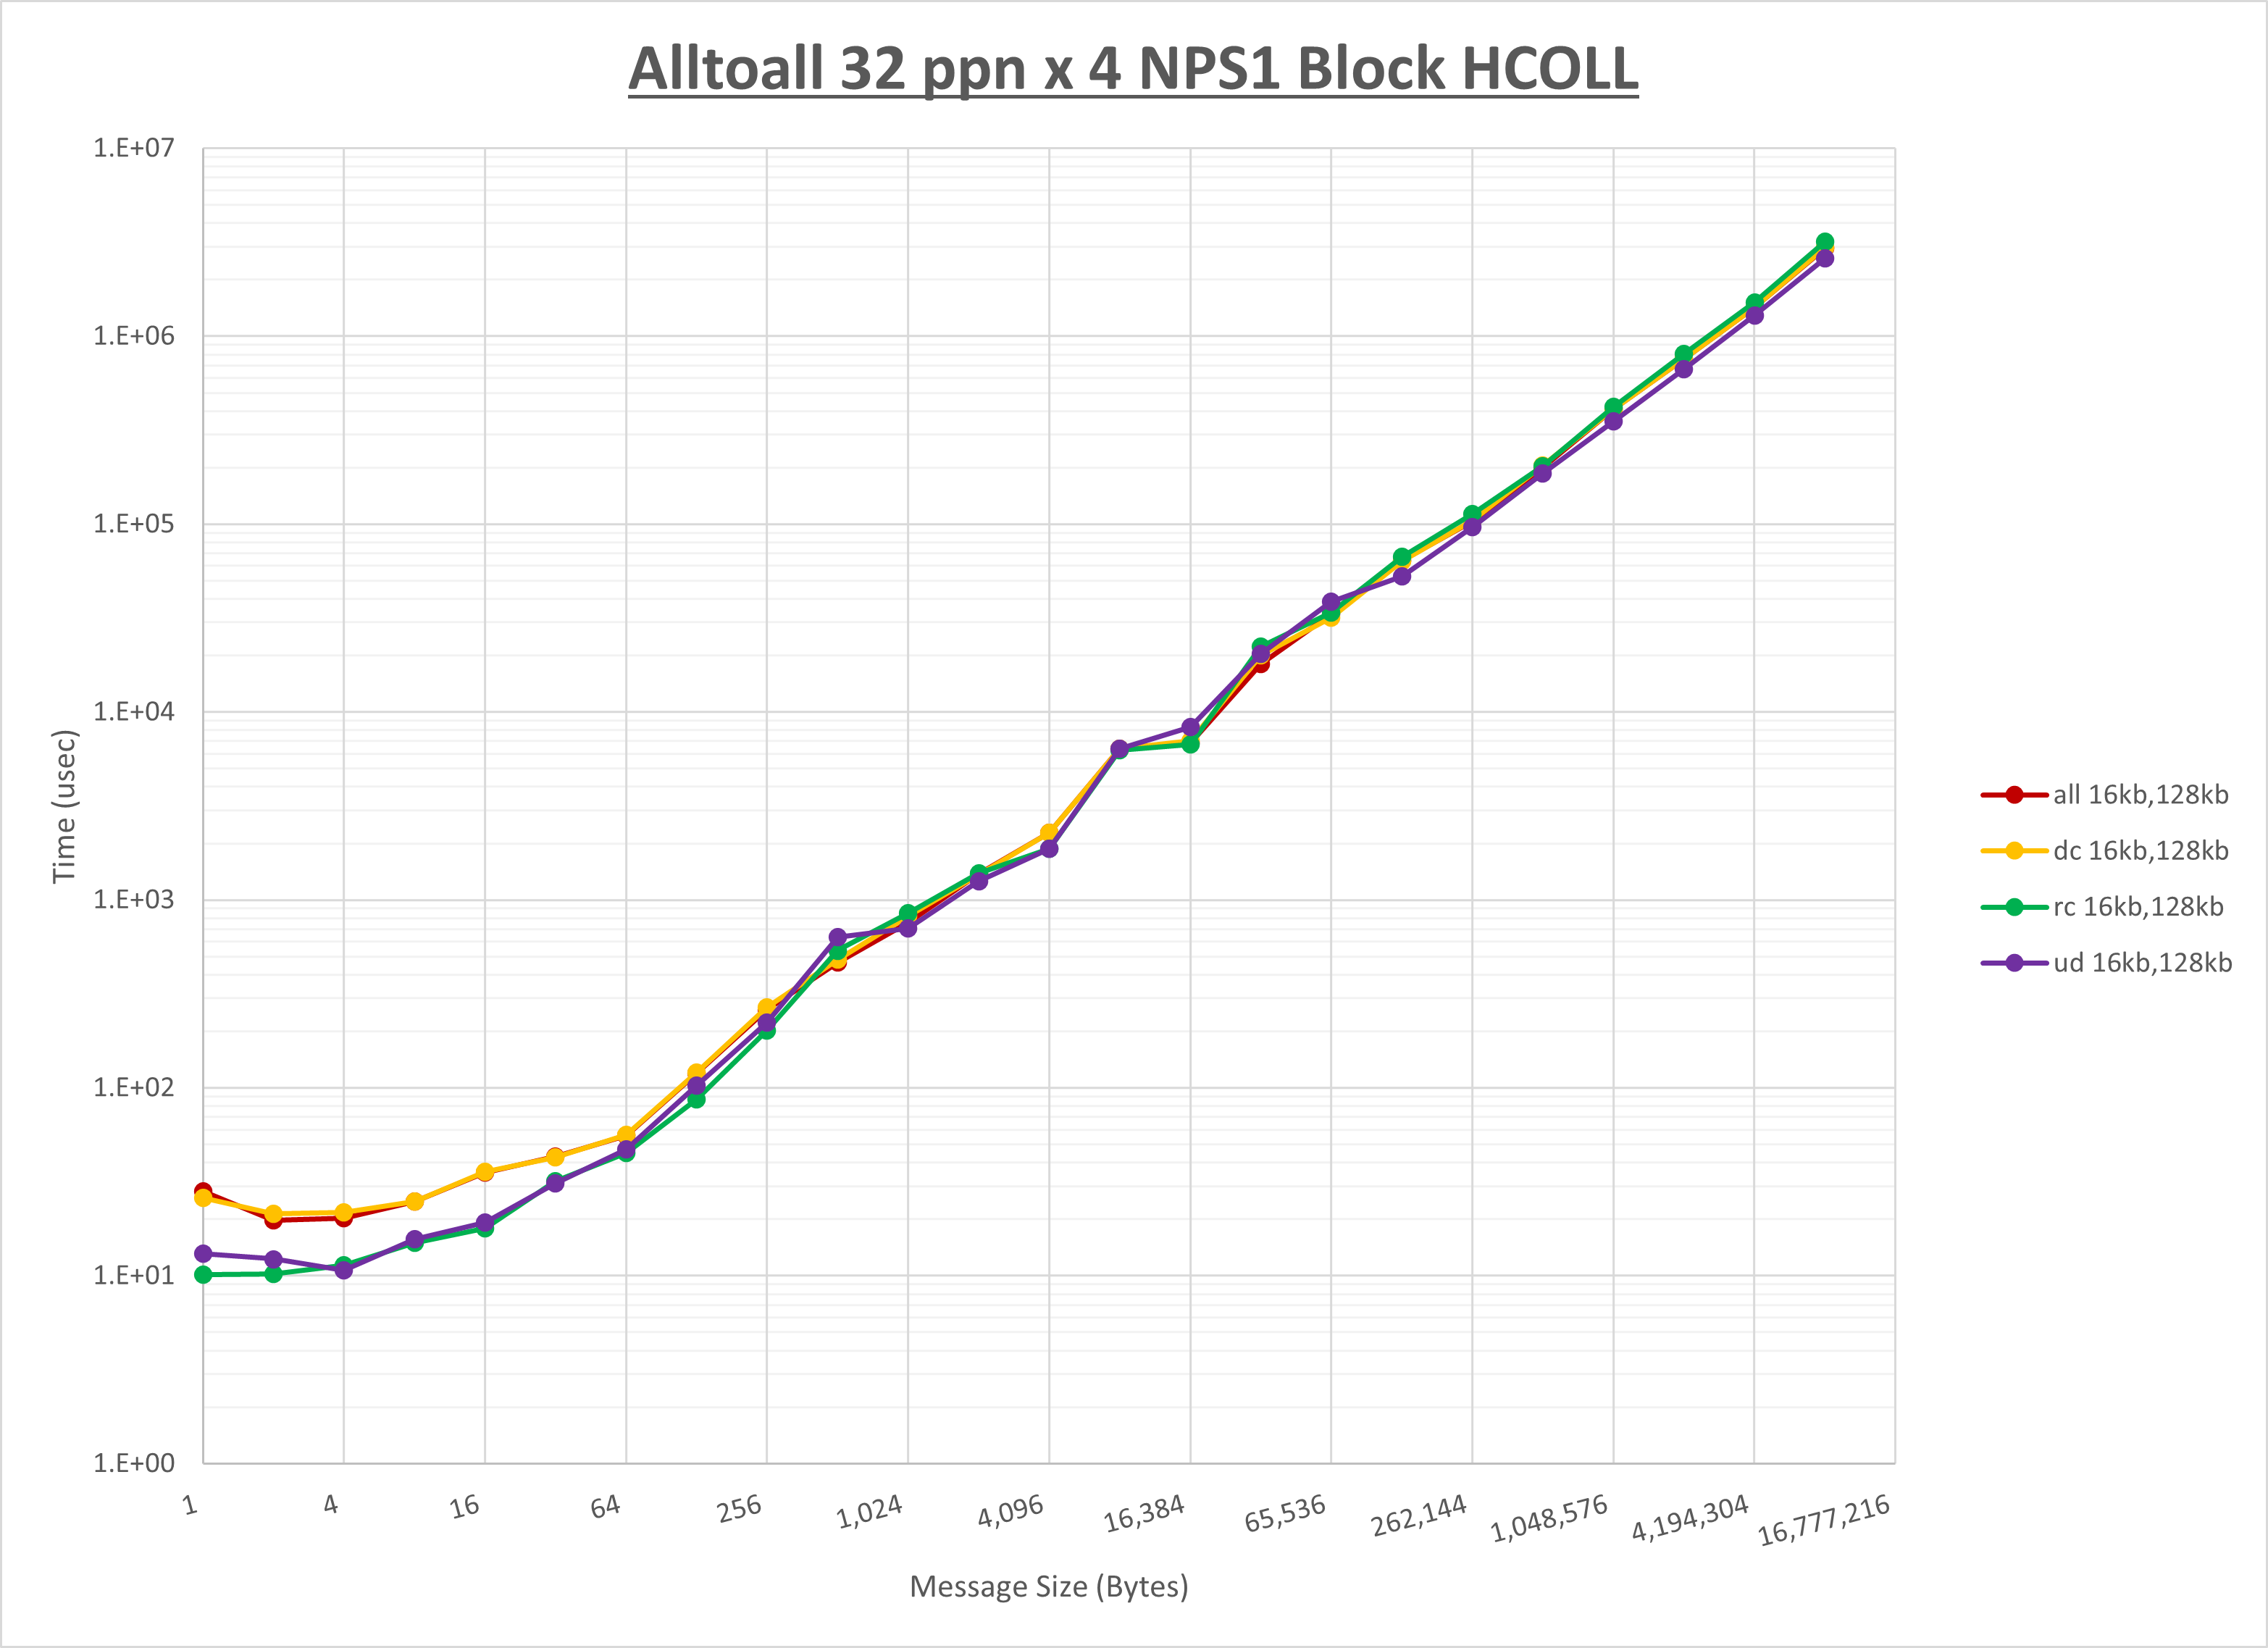 Alltoall 32 ppn x 4 NPS1 Block HCOLL
1.E+07
1.E+06
1.E+05
1.E+04
1.E+03
1.E+02
1.E+01
1.E+00
Time (usec)
1
4
16
64
256
1,024
4,096
16,384
65,536
262,144
1,048,576
4,194,304
16,777,216
Message Size (Bytes)
all 16kb,128kb
dc 16kb,128kb
rc 16kb,128kb
ud 16kb,128kb